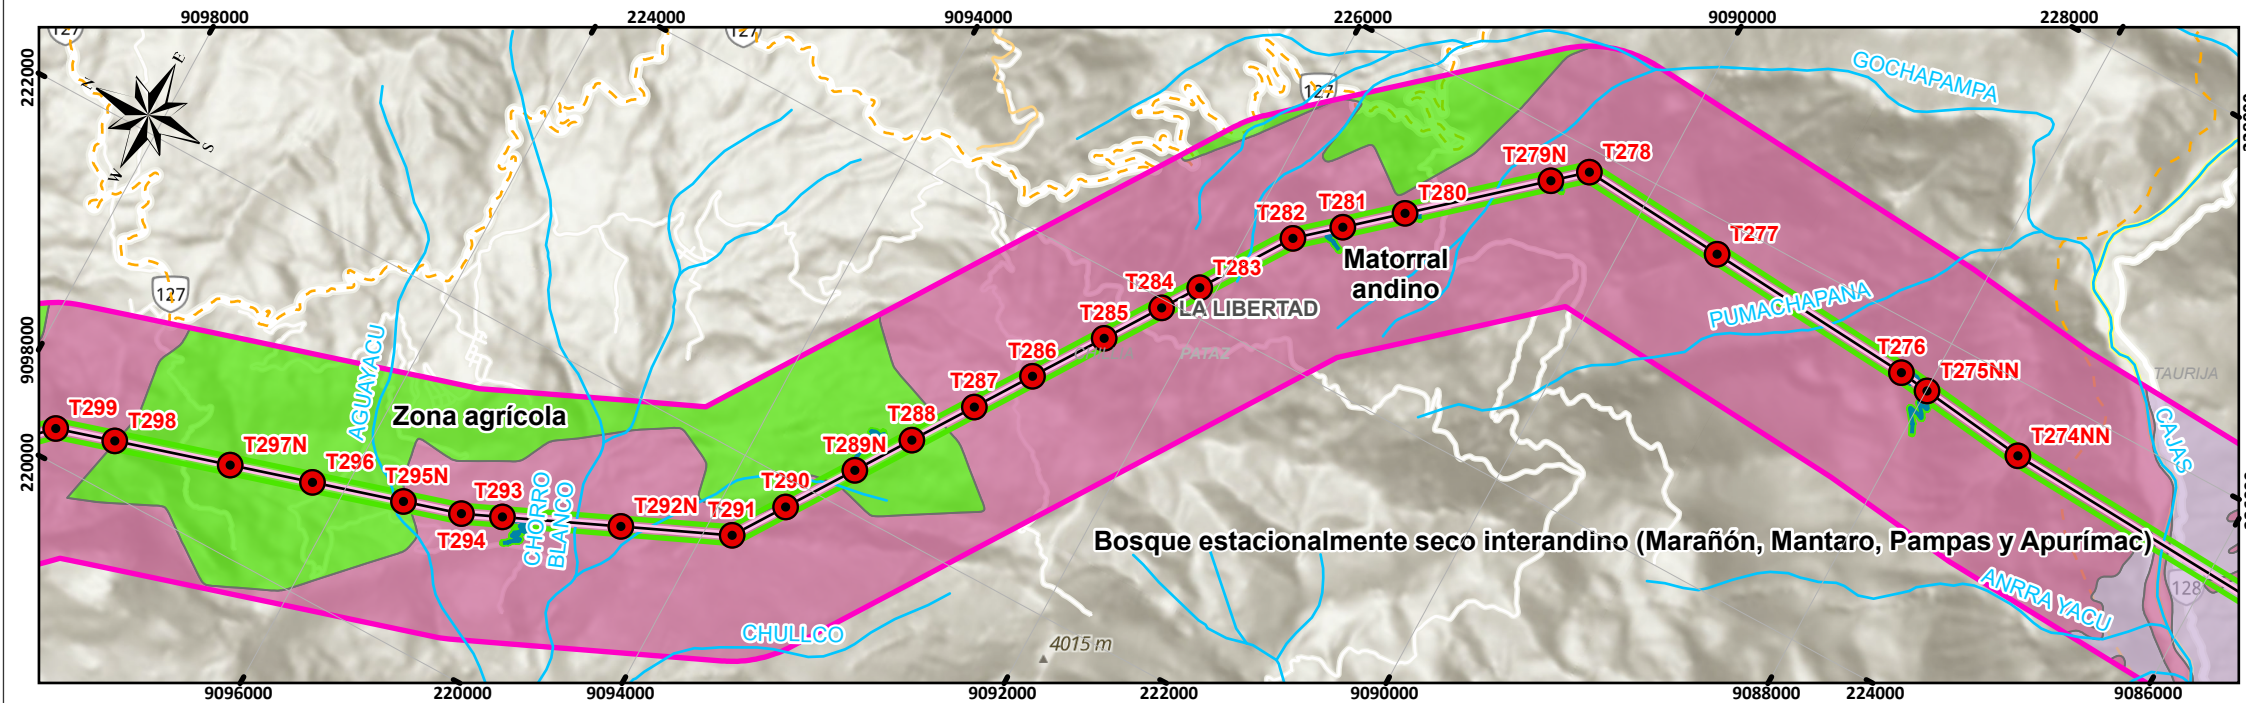 9098000
224000
9094000
226000
9090000
228000
222000
9098000
220000
N
E
S
W
127
127
127
127
GOCHAPAMPA
T279N
T278
T282
T281
T280
T277
Matorral
andino
T284
T283
LA LIBERTAD
PUMACHAPANA
T285
PATAZ
T286
T276
T275NN
TAURIJA
T287
AGUAYACU
Zona agrícola
T299
T298
T288
T274NN
CAJAS
T297N
T289N
T296
T295N
T290
T293
T292N
T291
T294
CHORRO
BLANCO
Bosque estacionalmente seco interandino (Marañón, Mantaro, Pampas y Apurímac)
128
ANRRA YACU
CHULLCO
4015 m
9096000
220000
9094000
9092000
222000
9090000
9088000
224000
9086000